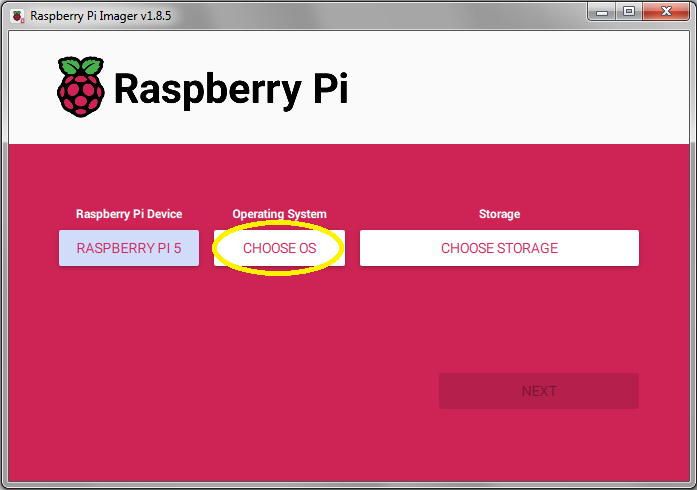 Raspberry Pi Imager v1.8.5
Raspberry Pi
Raspberry Pi Device
Operating System
Storage
RASPBERRY PI 5
CHOOSE OS
CHOOSE STORAGE
NEXT